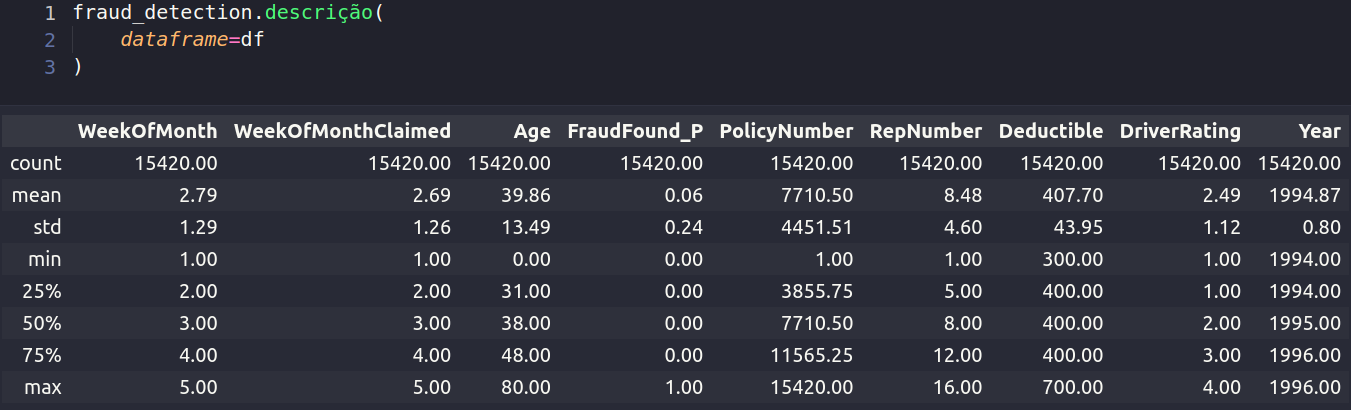 1 fraud_detection.descrição(
2 dataframe=df
3 )
WeekOfMonth WeekOfMonthClaimed Age FraudFound_P PolicyNumber RepNumber Deductible DriverRating Year
count 15420.00 15420.00 15420.00 15420.00 15420.00 15420.00 15420.00 15420.00 15420.00
mean 2.79 2.69 39.86 0.06 7710.50 8.48 407.70 2.49 1994.87
std 1.29 1.26 13.49 0.24 4451.51 4.60 43.95 1.12 0.80
min 1.00 1.00 0.00 0.00 1.00 1.00 300.00 1.00 1994.00
25% 2.00 2.00 31.00 0.00 3855.75 5.00 400.00 1.00 1994.00
50% 3.00 3.00 38.00 0.00 7710.50 8.00 400.00 2.00 1995.00
75% 4.00 4.00 48.00 0.00 11565.25 12.00 400.00 3.00 1996.00
max 5.00 5.00 80.00 1.00 15420.00 16.00 700.00 4.00 1996.00